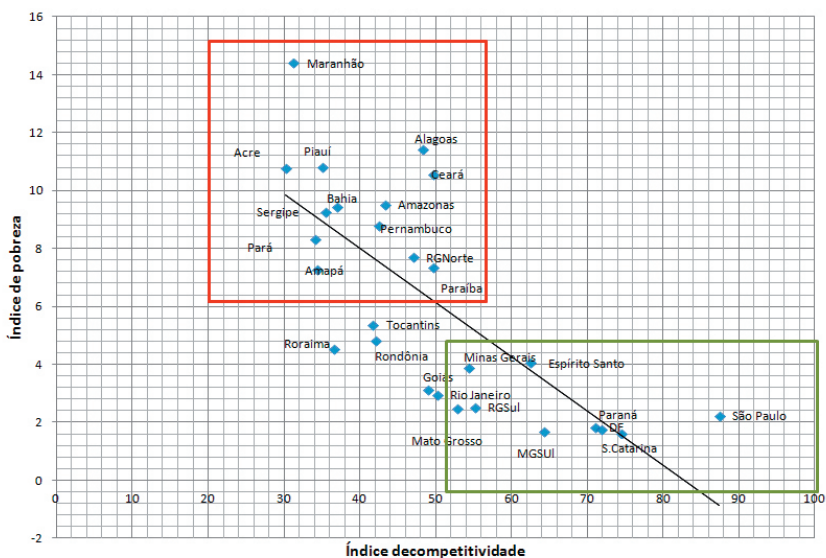 16
14
12
10
8
6
4
2
0
-2
Índice de pobreza
Maranhão
Alagoas
Acre
Piauí
Ceará
Bahia
Amazonas
Sergipe
Pernambuco
Pará
RGNorte
Amapá
Paraíba
Tocantins
Roraima
Rondônia
Minas Gerais
Espírito Santo
Goiás
Rio Janeiro
RGSul
Paraná
São Paulo
DF
Mato Grosso
S.Catarina
MGSUl
0 10 20 30 40 50 60 70 80 90 100
Índice decompetitividade